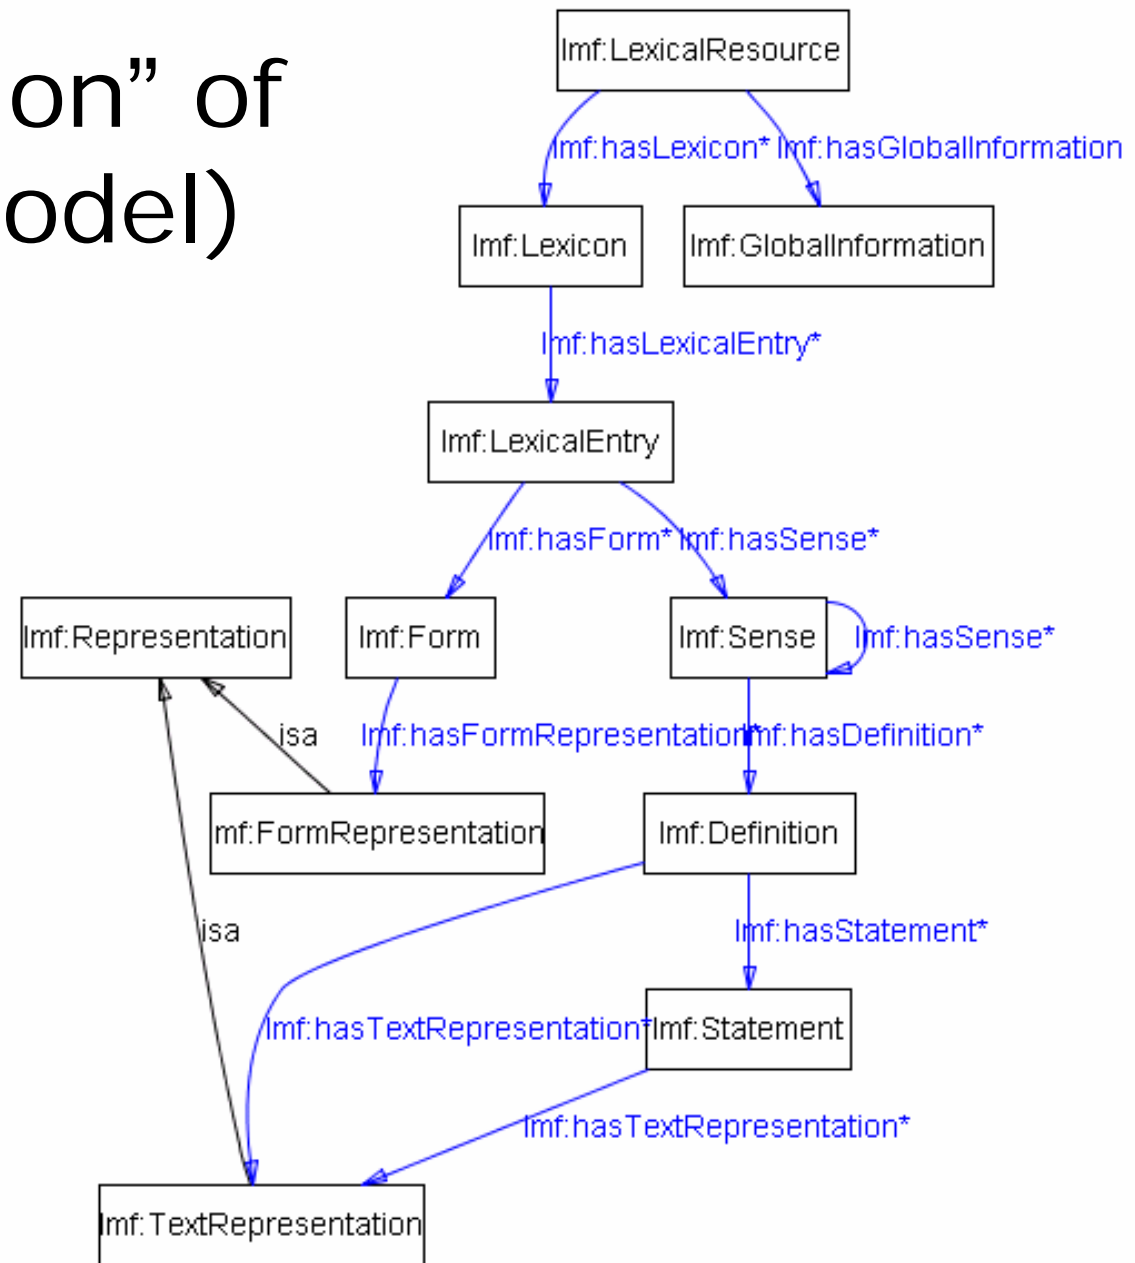 on” of
odel)
lmf:LexicalResource
lmf:hasLexicon* lmf:hasGlobalInformation
lmf:Lexicon lmf:GlobalInformation
lmf:hasLexicalEntry*
lmf:LexicalEntry
lmf:hasForm* lmf:hasSense*
lmf:Representation lmf:Form lmf:Sense lmf:hasSense*
isa lmf:hasFormRepresentation* lmf:hasDefinition*
mf:FormRepresentation lmf:Definition
isa lmf:hasStatement*
lmf:hasTextRepresentation* lmf:Statement
lmf:hasTextRepresentation*
lmf:TextRepresentation